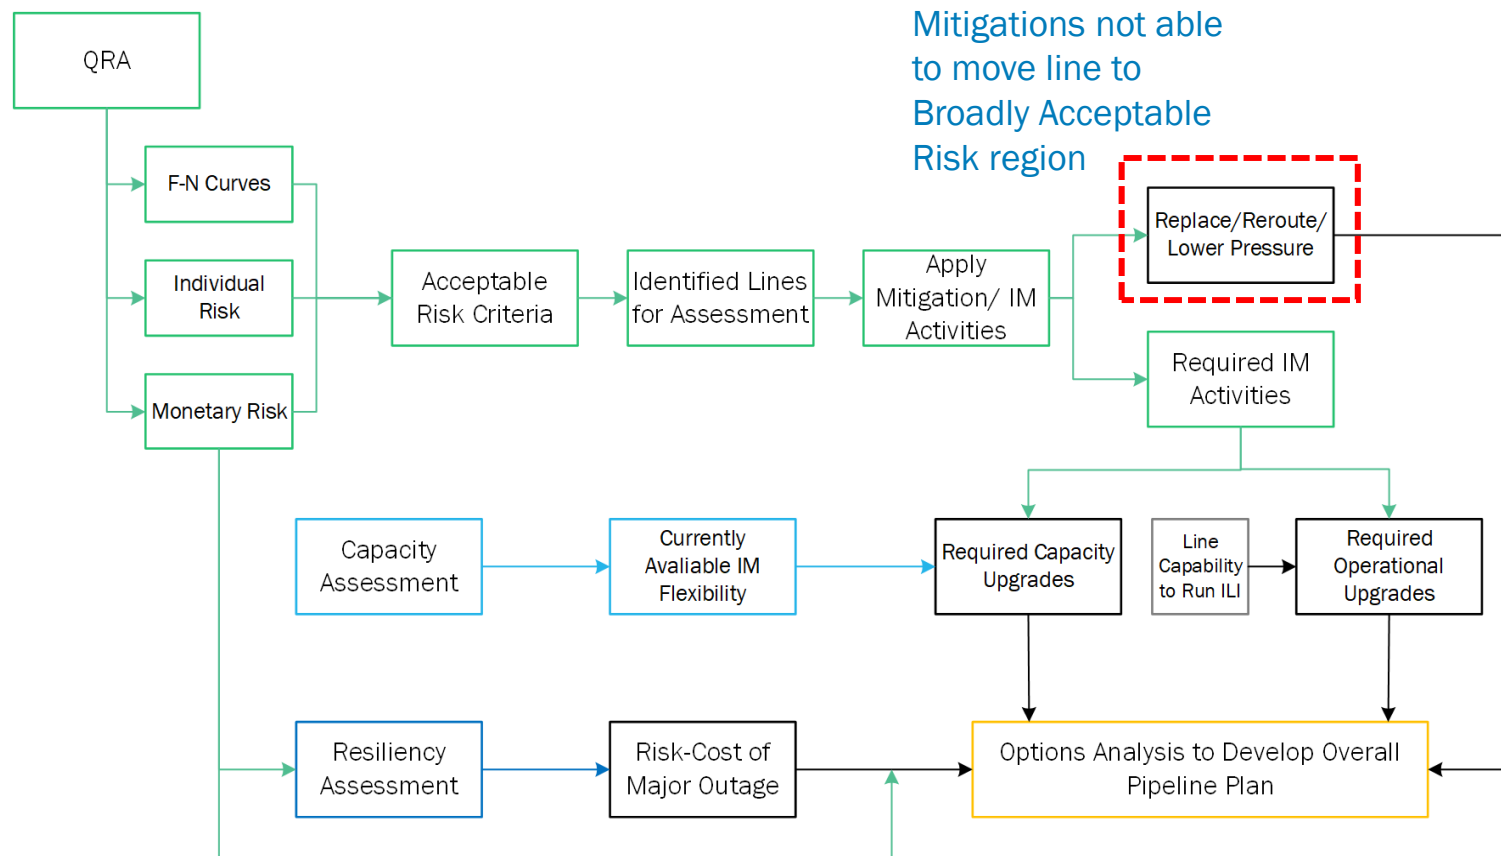 Mitigations not able
to move line to
Broadly Acceptable
Risk region
QRA
F-N Curves
Individual
Risk
Monetary Risk
Acceptable
Risk Criteria
Identified Lines
for Assessment
Apply
Mitigation/ IM
Activities
Replace/Reroute/
Lower Pressure
Required IM
Activities
Capacity
Assessment
Currently
Avaliable IM
Flexibility
Required Capacity
Upgrades
Line
Capability
to Run ILI
Required
Operational
Upgrades
Resiliency
Assessment
Risk-Cost of
Major Outage
Options Analysis to Develop Overall
Pipeline Plan